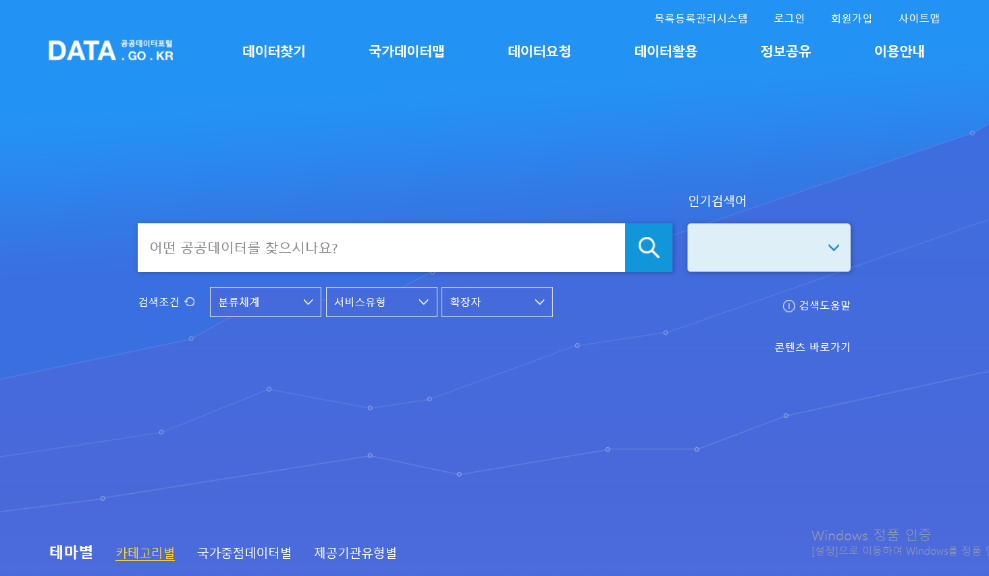 목록등록관리시스템 로그인 회원가입 사이트맵
DATA 공공데이터포털 .GO.KR
데이터찾기 국가데이터맵 데이터요청 데이터활용 정보공유 이용안내
인기검색어
어떤 공공데이터를 찾으시나요?
검색조건 분류체계 서비스유형 확장자
검색도움말
콘텐츠 바로가기
Windows 정품 인증
[설정]으로 이동하여 Windows를 정품
테마별 카테고리별 국가중점데이터별 제공기관유형별